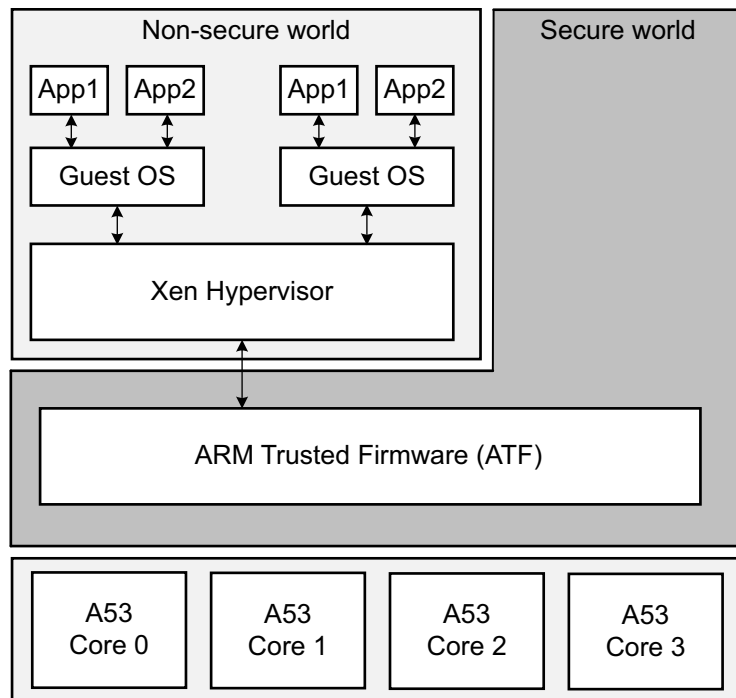 Non-secure world
Secure world
App1
App2
App1
App2
Guest OS
Guest OS
Xen Hypervisor
ARM Trusted Firmware (ATF)
A53
Core 0
A53
Core 1
A53
Core 2
A53
Core 3